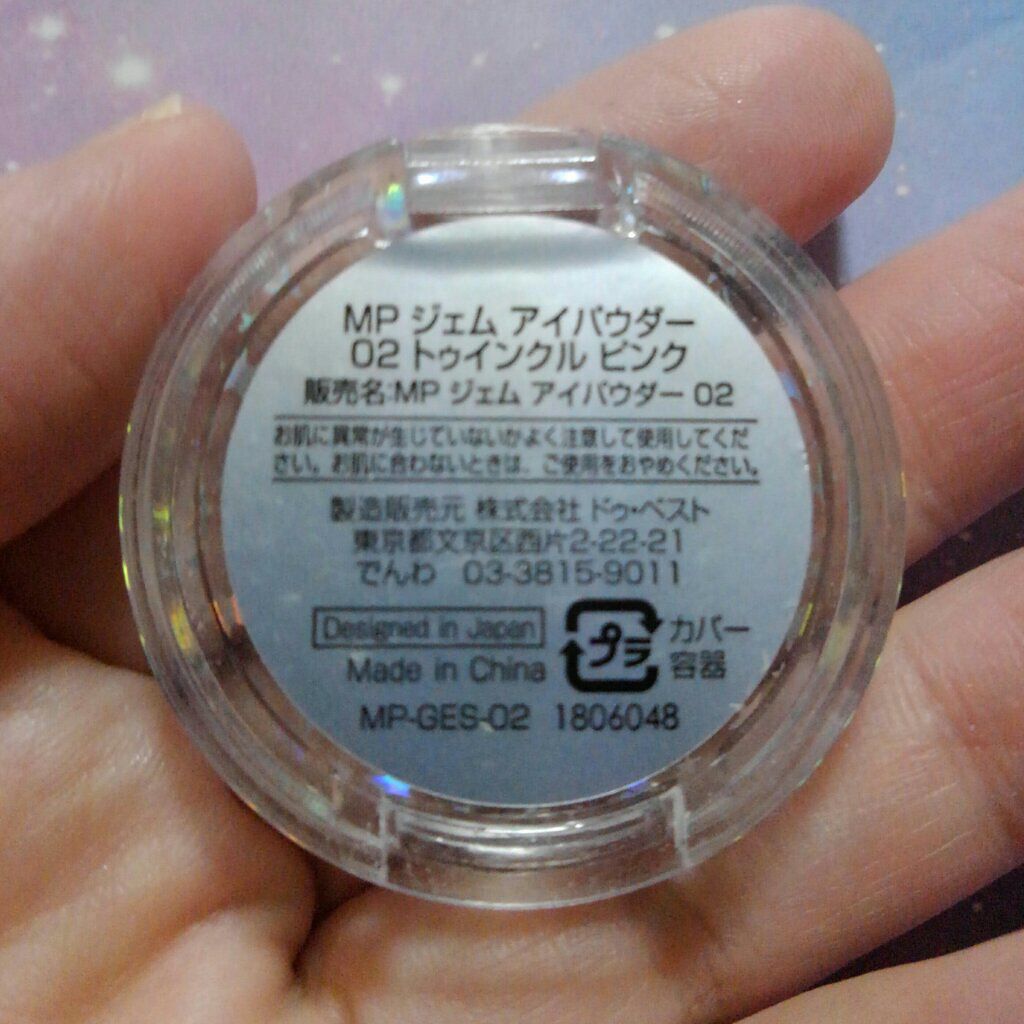 MP ジェム アイパウダー
02 トゥインクル ピンク
販売名:MP ジェム アイパウダー 02
お肌に異常が生じていないかよく注意して使用してくだ
さい。お肌に合わないときは、ご使用をおやめください。
製造販売元 株式会社 ドゥ・ベスト
東京都文京区西片2-22-21
でんわ 03-3815-9011
Designed in Japan
Made in China
プラ
カバー
容器
MP-GES-02 1806048